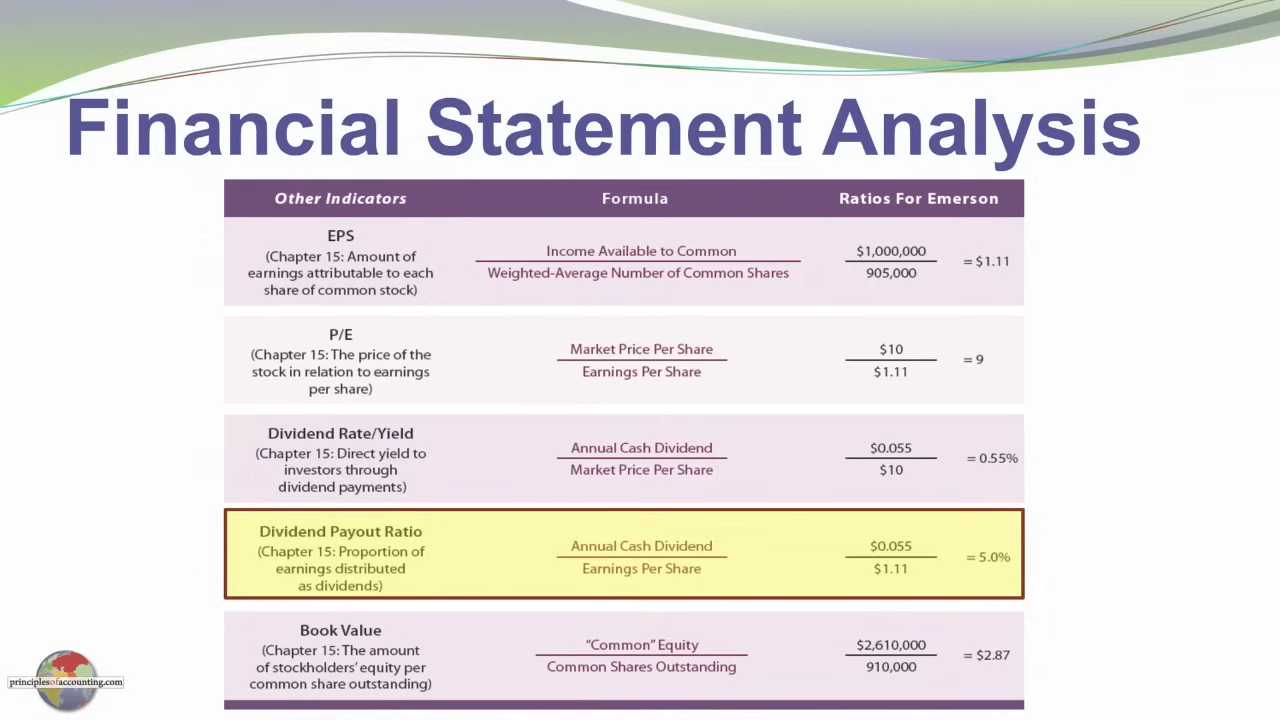 Financial Statement Analysis
Other Indicators
Formula
Ratios For Emerson
EPS
(Chapter 15: Amount of
earnings attributable to each
share of common stock)
Income Available to Common
Weighted-Average Number of Common Shares
$1,000,000
905,000
= $1.11
P/E
(Chapter 15: The price of the
stock in relation to earnings
per share)
Market Price Per Share
Earnings Per Share
$10
$1.11
= 9
Dividend Rate/Yield
(Chapter 15: Direct yield to
investors through
dividend payments)
Annual Cash Dividend
Market Price Per Share
$0.055
$10
= 0.55%
Dividend Payout Ratio
(Chapter 15: Proportion of
earnings distributed
as dividends)
Annual Cash Dividend
Earnings Per Share
$0.055
$1.11
= 5.0%
Book Value
(Chapter 15: The amount
of stockholders’ equity per
common share outstanding)
“Common” Equity
Common Shares Outstanding
$2,610,000
910,000
= $2.87
principlesofaccounting.com